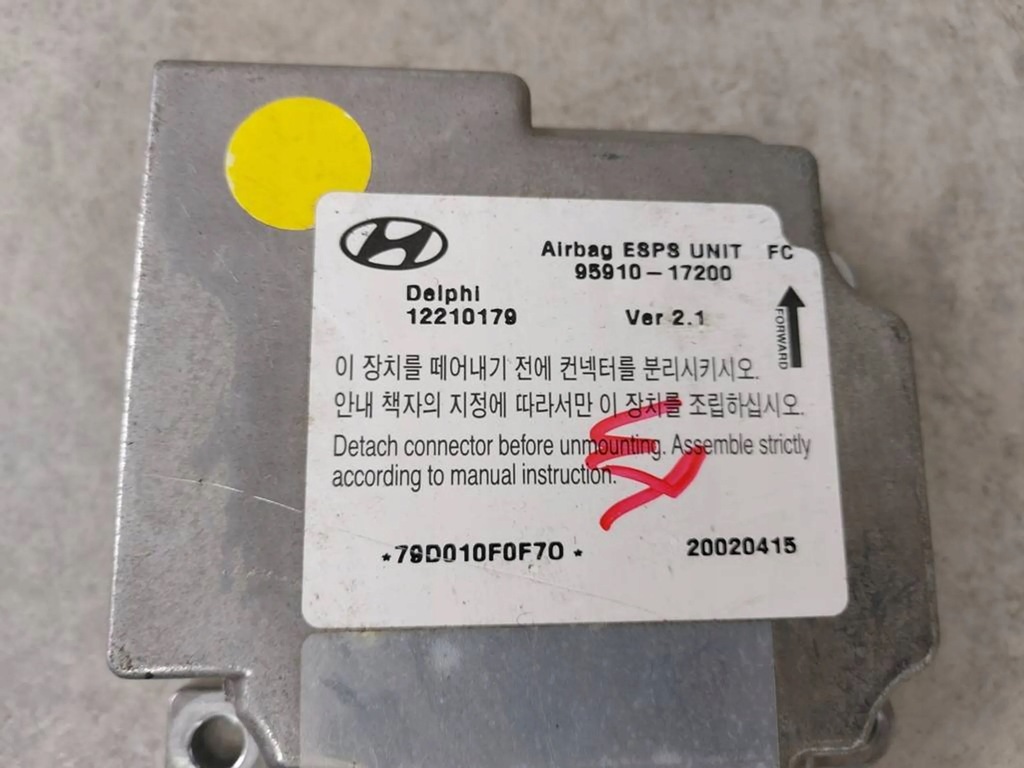 Airbag ESPS UNIT FC
95910-17200
Delphi
12210179
Ver 2.1
FORWARD
이 장치를 떼어내기 전에 컨넥터를 분리시키시오.
안내 책자의 지정에 따라서만 이 장치를 조립하십시오.
Detach connector before unmounting. Assemble strictly
according to manual instruction.
*79D010F0F70*
20020415